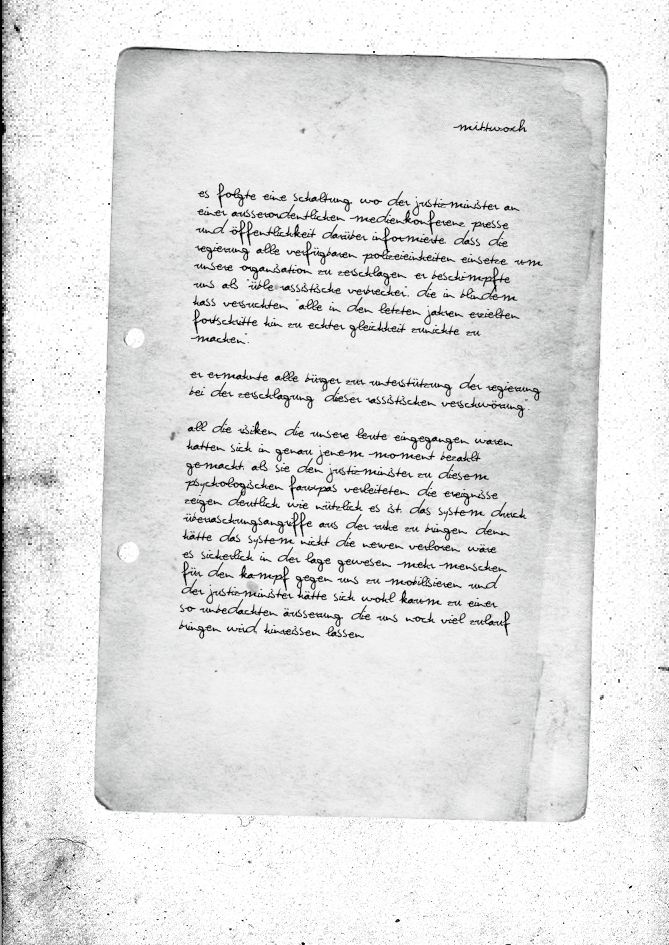 mittwoch
es folgte eine schaltung wo der justizminister an
einer ausserordentlichen medienkonferenz presse
und öffentlichkeit darüber informierte dass die
regierung alle verfügbaren polizeieinheiten einsetze um
unsere organisation zu zerschlagen er beschimpfte
uns als "üble rassistische verbrecher" die in blindem
hass versuchten "alle in den letzten jahren erzielten
fortschritte hin zu echter gleichkeit zunichte zu
machen".
er ermahnte alle bürger zur unterstützung der regierung
bei der zerschlagung dieser rassistischen verschwörung"
all die risiken die unsere leute eingegangen waren
hatten sich in genau jenem moment bezahlt
gemacht als sie den justizminister zu diesem
psychologischen fauxpas verleiteten die ereignisse
zeigen deutlich wie nützlich es ist das system durch
überraschungsangriffe aus der ruhe zu bringen denn
hätte das system nicht die nerven verloren wäre
es sicherlich in der lage gewesen mehr menschen
für den kampf gegen uns zu mobilisieren und
der justizminister hätte sich wohl kaum zu einer
so unbedachten äusserung die uns noch viel zulauf
bringen wird hinreissen lassen